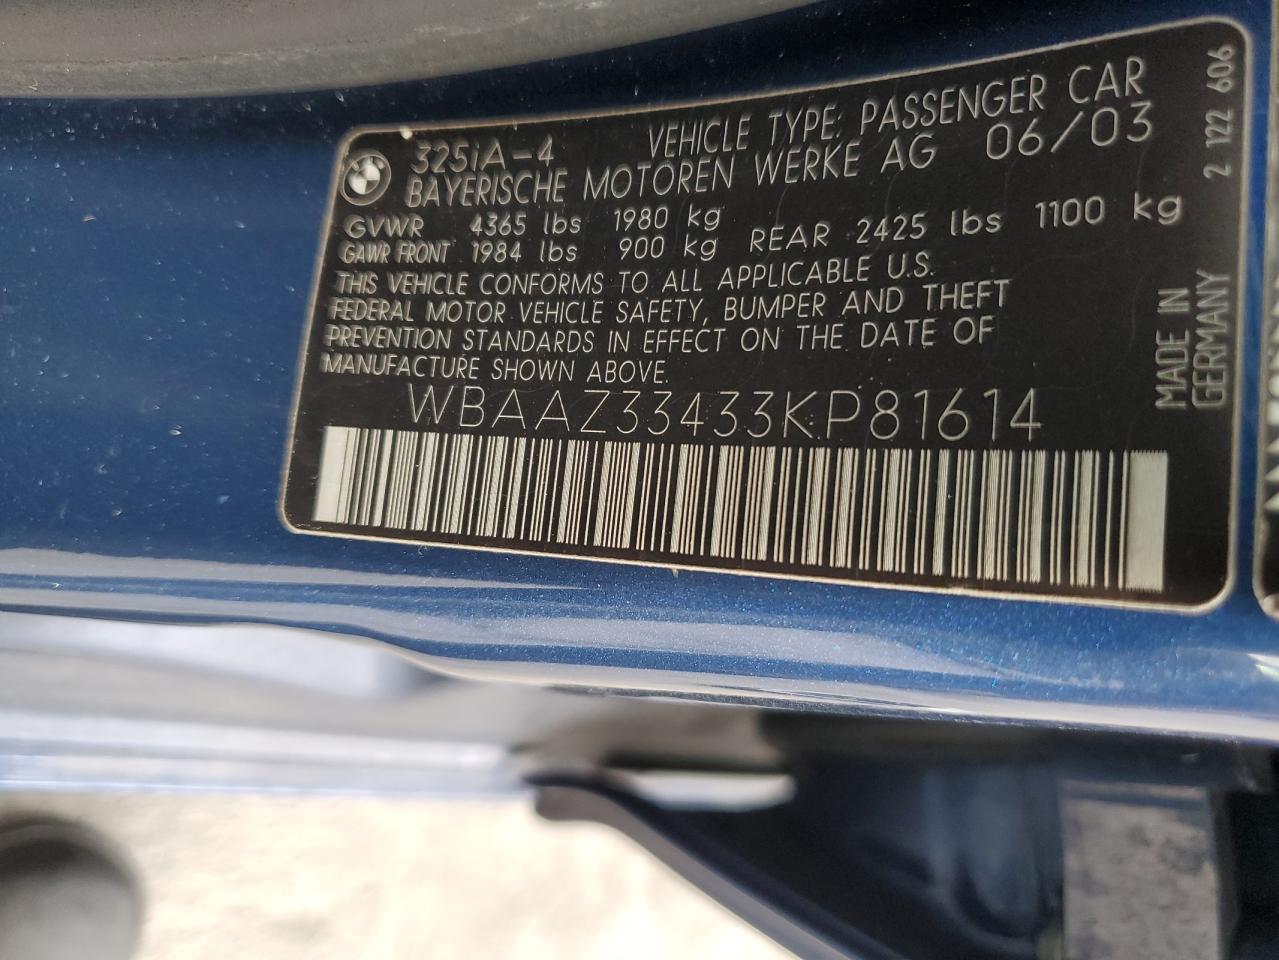 325iA-4 VEHICLE TYPE: PASSENGER CAR
BAYERISCHE MOTOREN WERKE AG 06/03
GVWR 4365 lbs 1980 kg
GAWR FRONT 1984 lbs 900 kg REAR 2425 lbs 1100 kg
THIS VEHICLE CONFORMS TO ALL APPLICABLE U.S.
FEDERAL MOTOR VEHICLE SAFETY, BUMPER AND THEFT
PREVENTION STANDARDS IN EFFECT ON THE DATE OF
MANUFACTURE SHOWN ABOVE.
WBAAZ33433KP81614
MADE IN
GERMANY
2 122 606